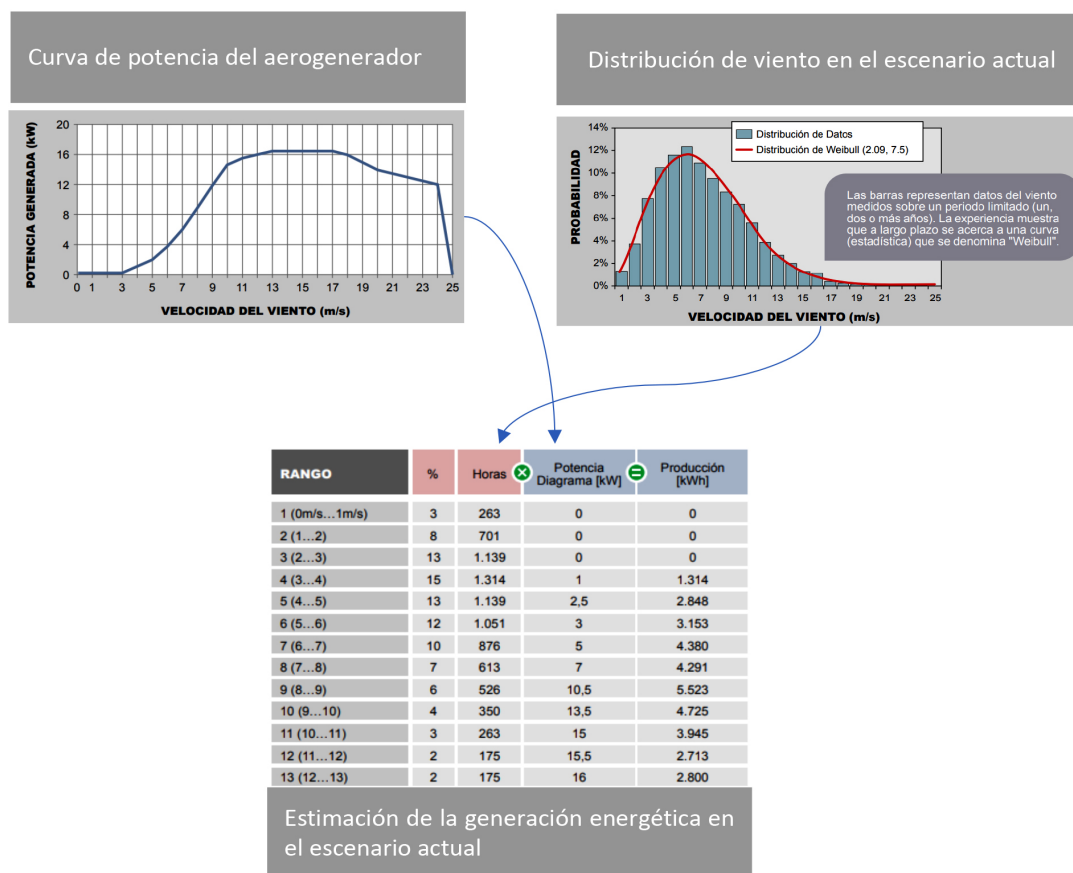 Curva de potencia del aerogenerador
Distribución de viento en el escenario actual
POTENCIA GENERADA (kW)
20
16
12
8
4
0
0 1 3 5 7 9 11 13 15 17 19 21 23 25
VELOCIDAD DEL VIENTO (m/s)
PROBABILIDAD
14%
12%
10%
8%
6%
4%
2%
0%
Distribución de Datos
Distribución de Weibull (2.09, 7.5)
Las barras representan datos del viento
medidos sobre un periodo limitado (un,
dos o más años). La experiencia muestra
que a largo plazo se acerca a una curva
(estadística) que se denomina "Weibull".
1 3 5 7 9 11 13 15 17 19 21 23 25
VELOCIDAD DEL VIENTO (m/s)
RANGO % Horas × Potencia Diagrama [kW] = Producción [kWh]
1 (0m/s...1m/s) 3 263 0 0
2 (1...2) 8 701 0 0
3 (2...3) 13 1.139 0 0
4 (3...4) 15 1.314 1 1.314
5 (4...5) 13 1.139 2,5 2.848
6 (5...6) 12 1.051 3 3.153
7 (6...7) 10 876 5 4.380
8 (7...8) 7 613 7 4.291
9 (8...9) 6 526 10,5 5.523
10 (9...10) 4 350 13,5 4.725
11 (10...11) 3 263 15 3.945
12 (11...12) 2 175 15,5 2.713
13 (12...13) 2 175 16 2.800
Estimación de la generación energética en
el escenario actual